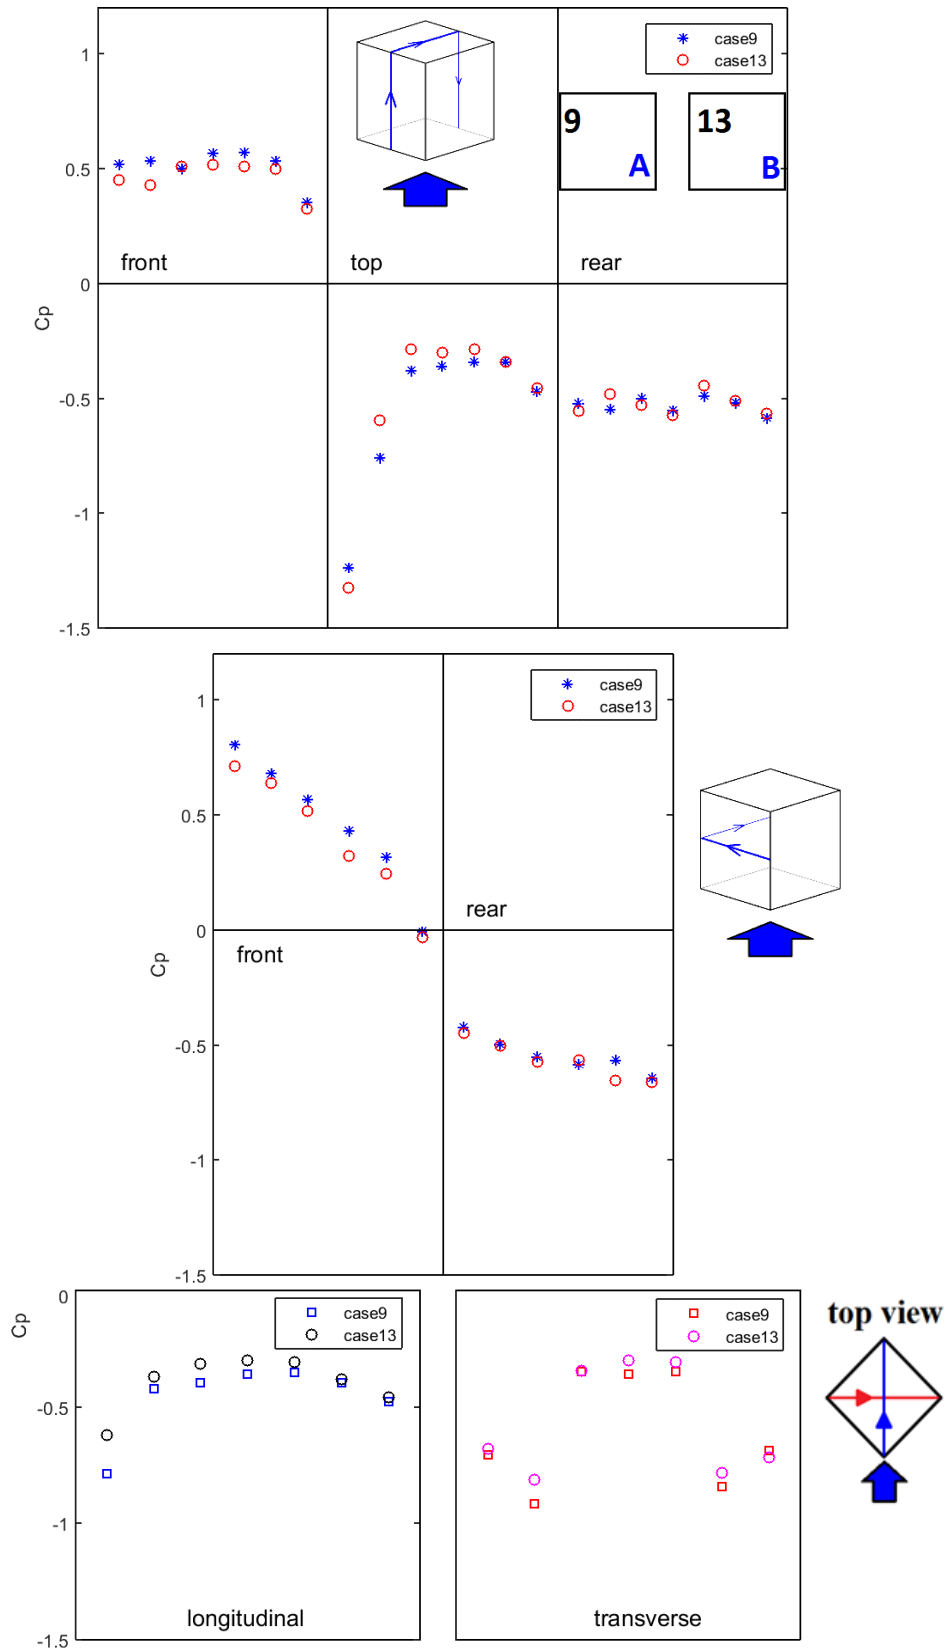 1
0.5
0
-0.5
-1
-1.5
Cp
front
top
rear
case9
case13
9
A
13
B
1
0.5
0
-0.5
-1
-1.5
Cp
front
rear
case9
case13
0
-0.5
-1
-1.5
Cp
case9
case13
longitudinal
case9
case13
transverse
top view